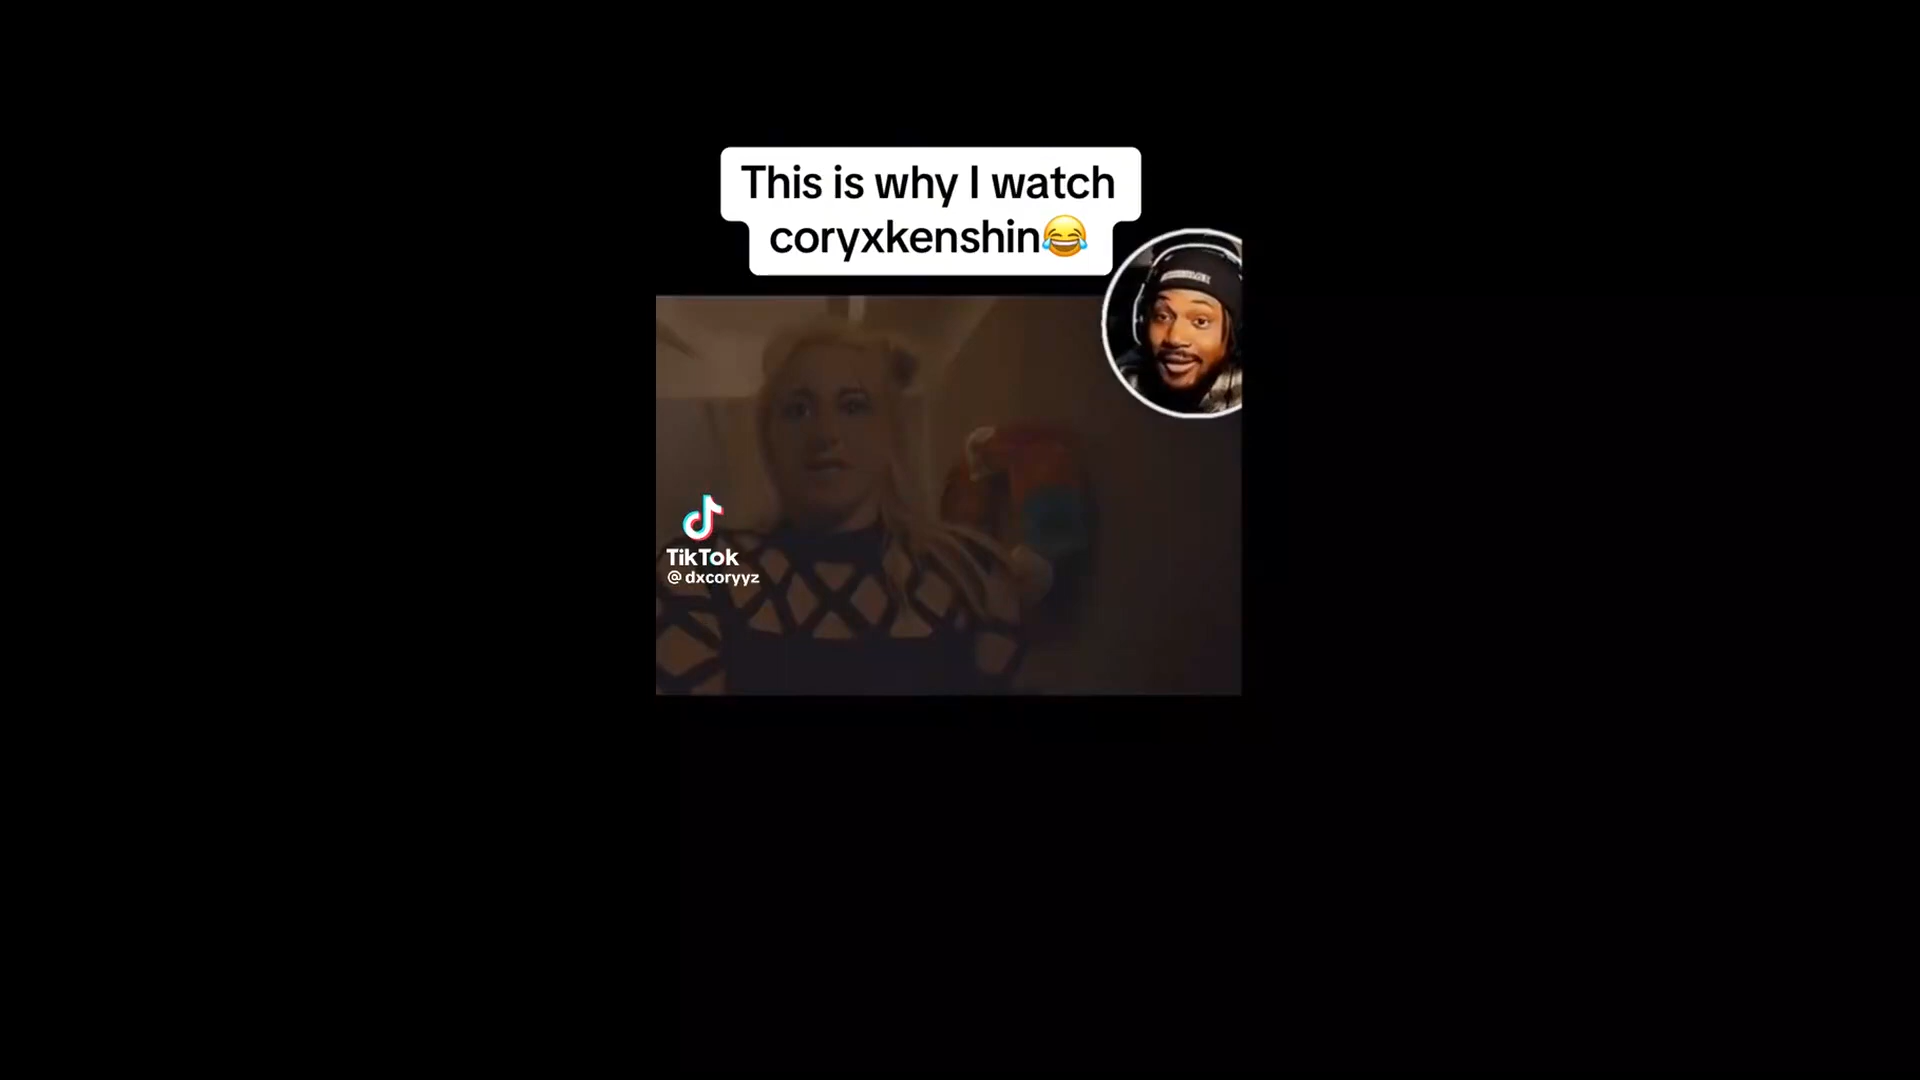 This is why I watch
coryxkenshin😂
TikTok
@dxcoryyz